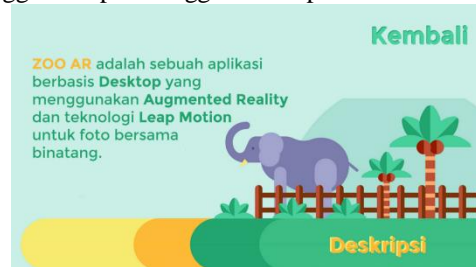 Kembali
ZOO AR adalah sebuah aplikasi
berbasis Desktop yang
menggunakan Augmented Reality
dan teknologi Leap Motion
untuk foto bersama
binatang.
Deskripsi